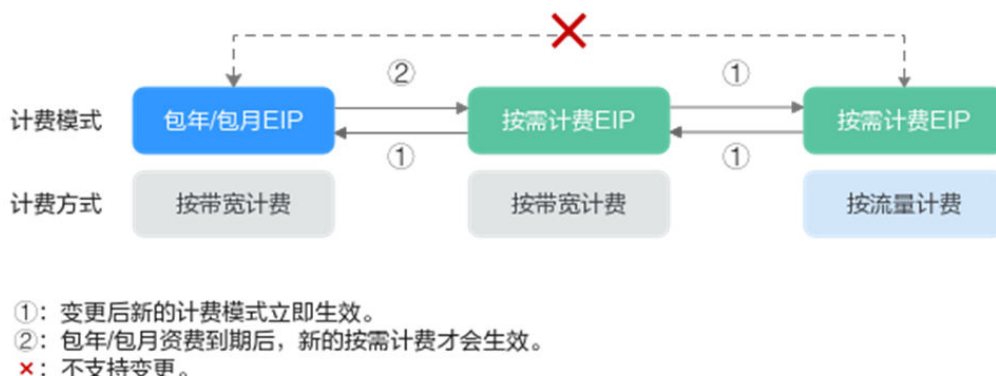 ②
①
计费模式
包年/包月EIP
按需计费EIP
按需计费EIP
①
①
计费方式
按带宽计费
按带宽计费
按流量计费
①：变更后新的计费模式立即生效。
②：包年/包月资费到期后，新的按需计费才会生效。
×：不支持变更。